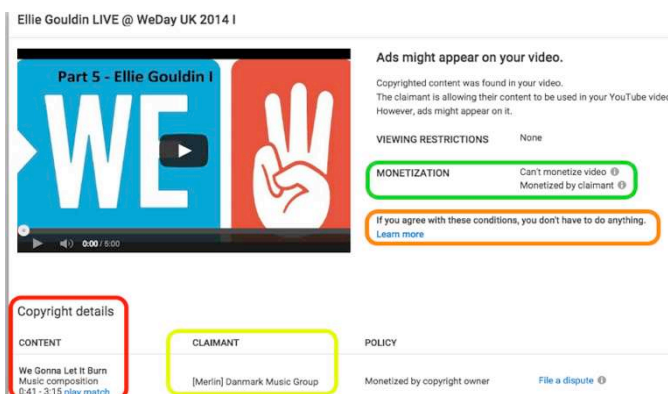 Ellie Gouldin LIVE @ WeDay UK 2014 I
Part 5 - Ellie Gouldin I
WE
0:00 / 5:00
Ads might appear on your video.
Copyrighted content was found in your video.
The claimant is allowing their content to be used in your YouTube video
However, ads might appear on it.
VIEWING RESTRICTIONS None
MONETIZATION Can't monetize video
Monetized by claimant
If you agree with these conditions, you don't have to do anything.
Learn more
Copyright details
CONTENT CLAIMANT POLICY
We Gonna Let It Burn
Music composition
0:41 - 3:15 play match
[Merlin] Danmark Music Group Monetized by copyright owner File a dispute